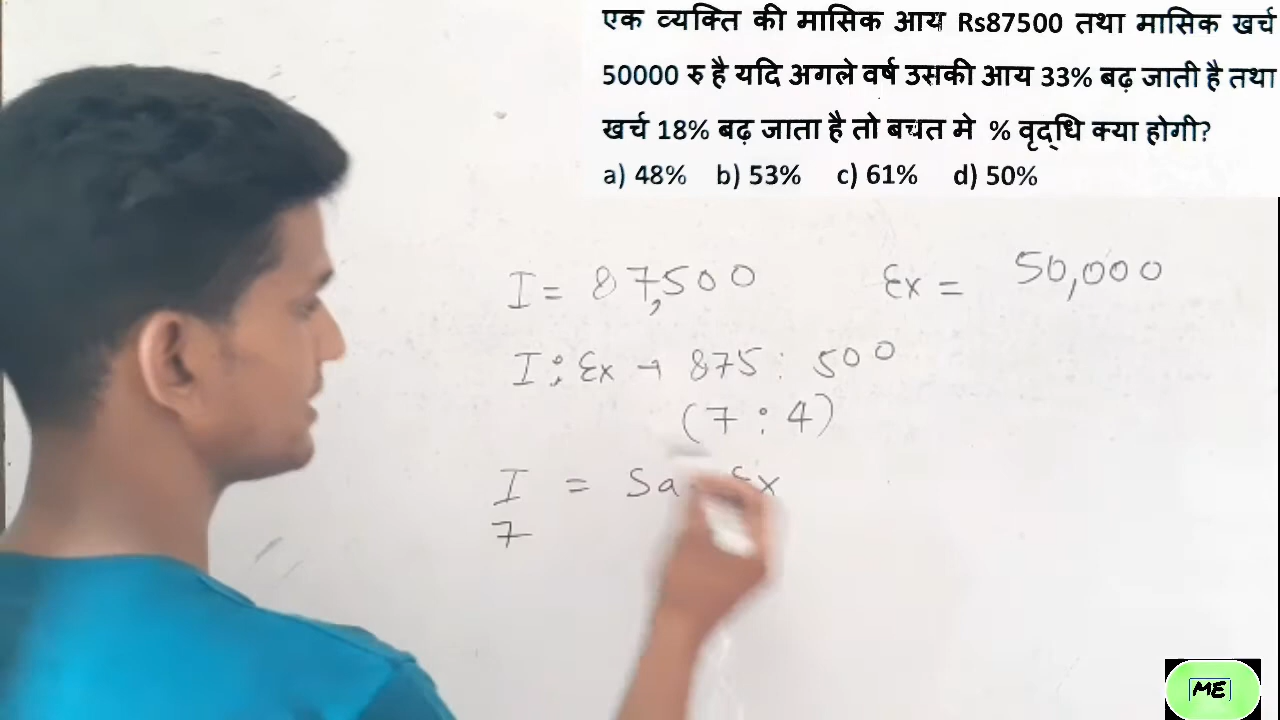 एक व्यक्ति की मासिक आय Rs87500 तथा मासिक खर्च
50000 रु है यदि अगले वर्ष उसकी आय 33% बढ़ जाती है तथा
खर्च 18% बढ़ जाता है तो बचत मे % वृद्धि क्या होगी?
a) 48% b) 53% c) 61% d) 50%
I = 87,500 Ex = 50,000
I : Ex → 875 : 500
(7 : 4)
I = Sa
7
ME